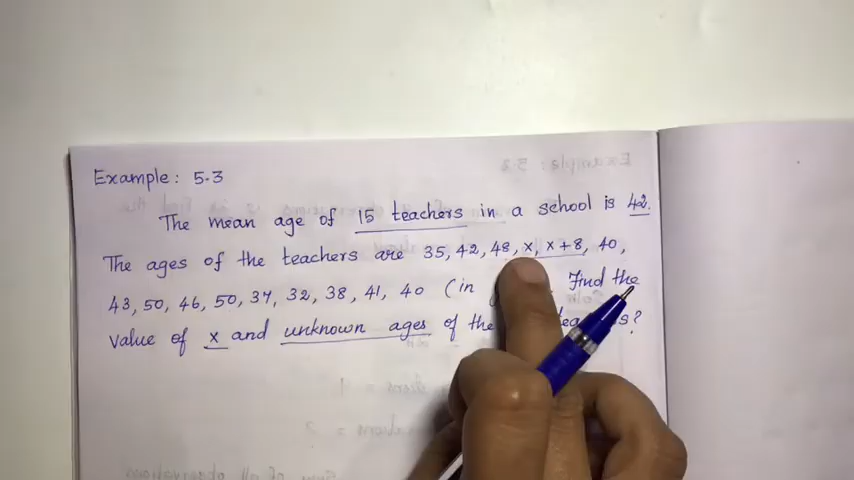 Example: 5.3
The mean age of 15 teachers in a school is 42.
The ages of the teachers are 35, 42, 48, x, x+8, 40,
43, 50, 46, 50, 37, 32, 38, 41, 40 (in Find the
value of x and unknown ages of the